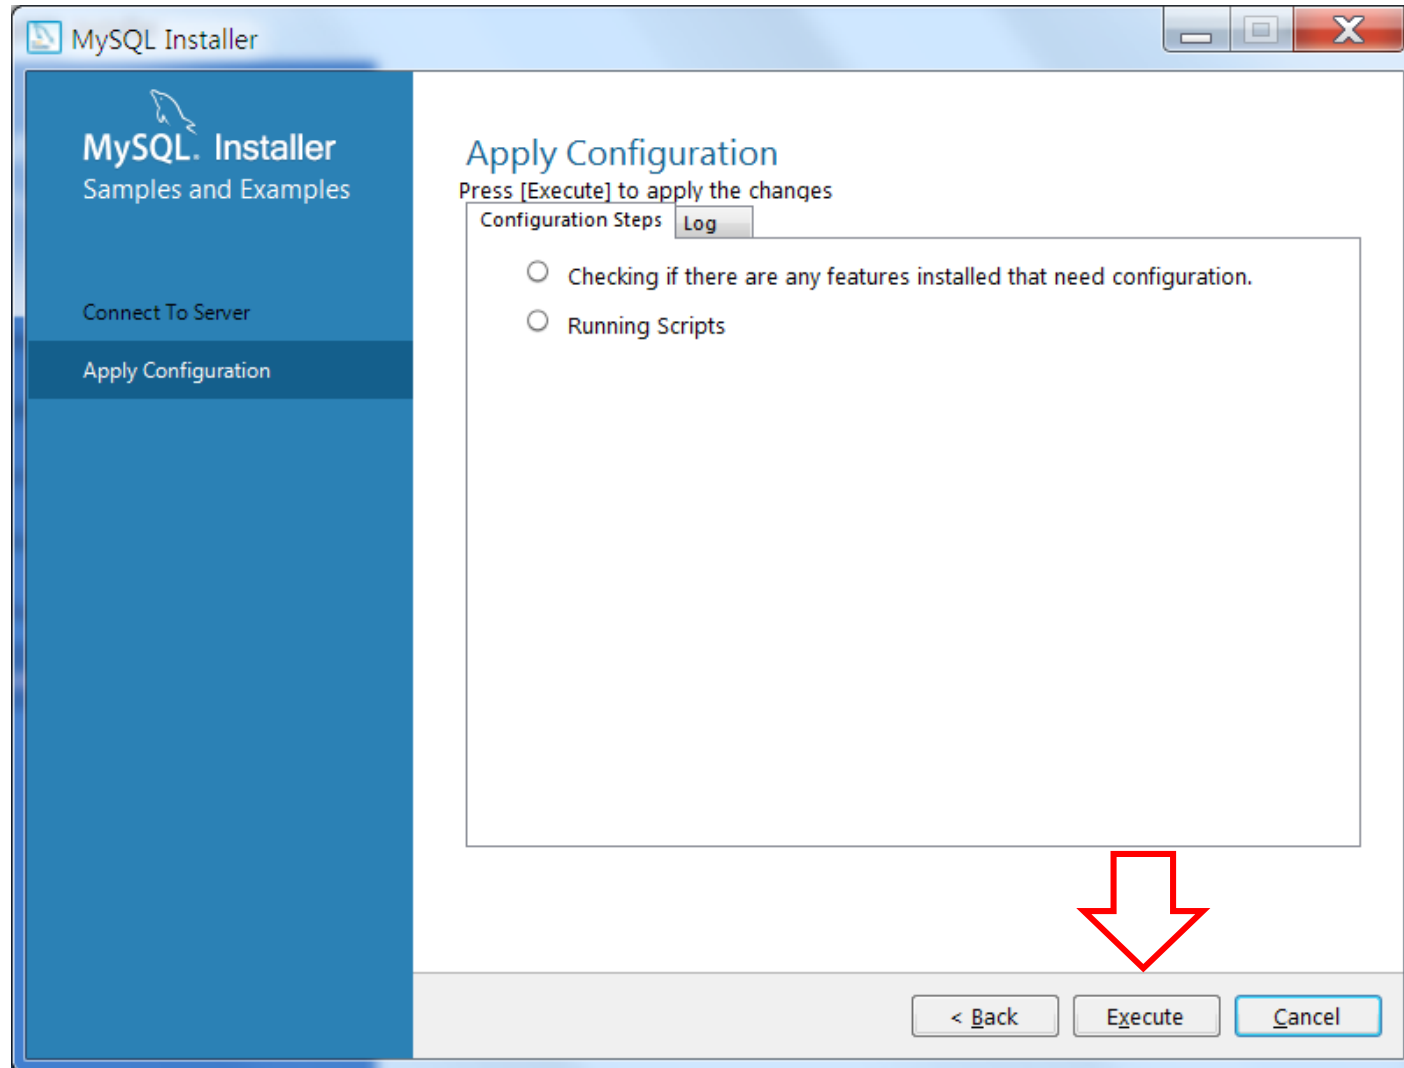 MySQL Installer
MySQL. Installer
Samples and Examples
Connect To Server
Apply Configuration
Apply Configuration
Press [Execute] to apply the changes
Configuration Steps
Log
Checking if there are any features installed that need configuration.
Running Scripts
< Back
Execute
Cancel